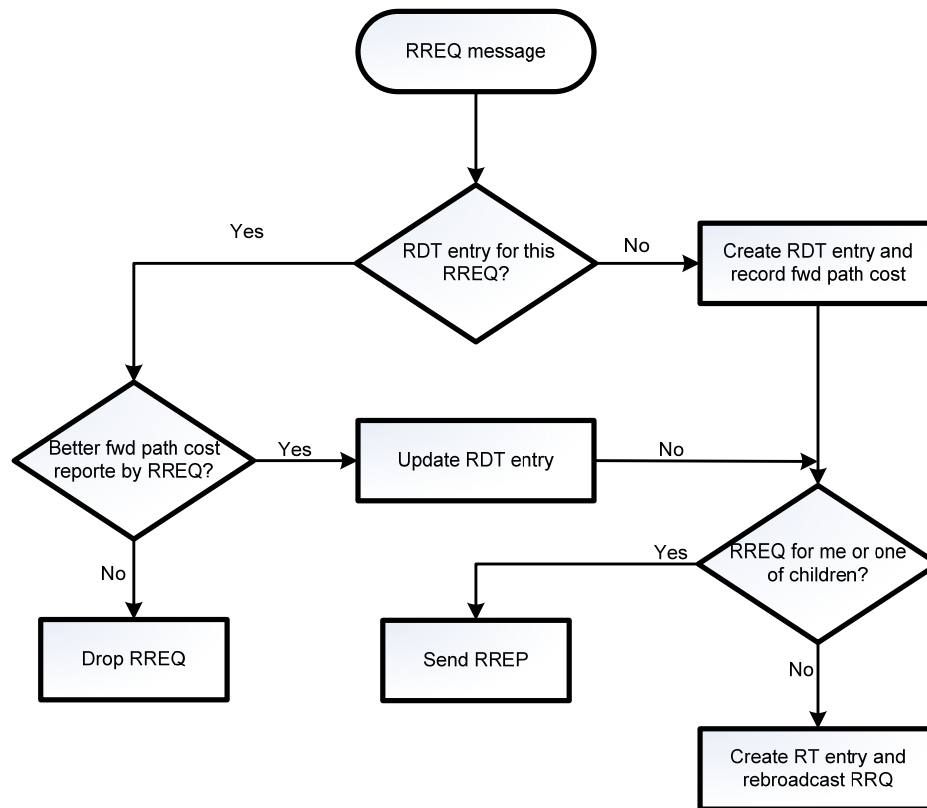 RREQ message
Yes
RDT entry for this
RREQ?
No
Create RDT entry and
record fwd path cost
Better fwd path cost
reporte by RREQ?
Yes
Update RDT entry
No
RREQ for me or one
of children?
Yes
No
Drop RREQ
Send RREP
No
Create RT entry and
rebroadcast RRQ